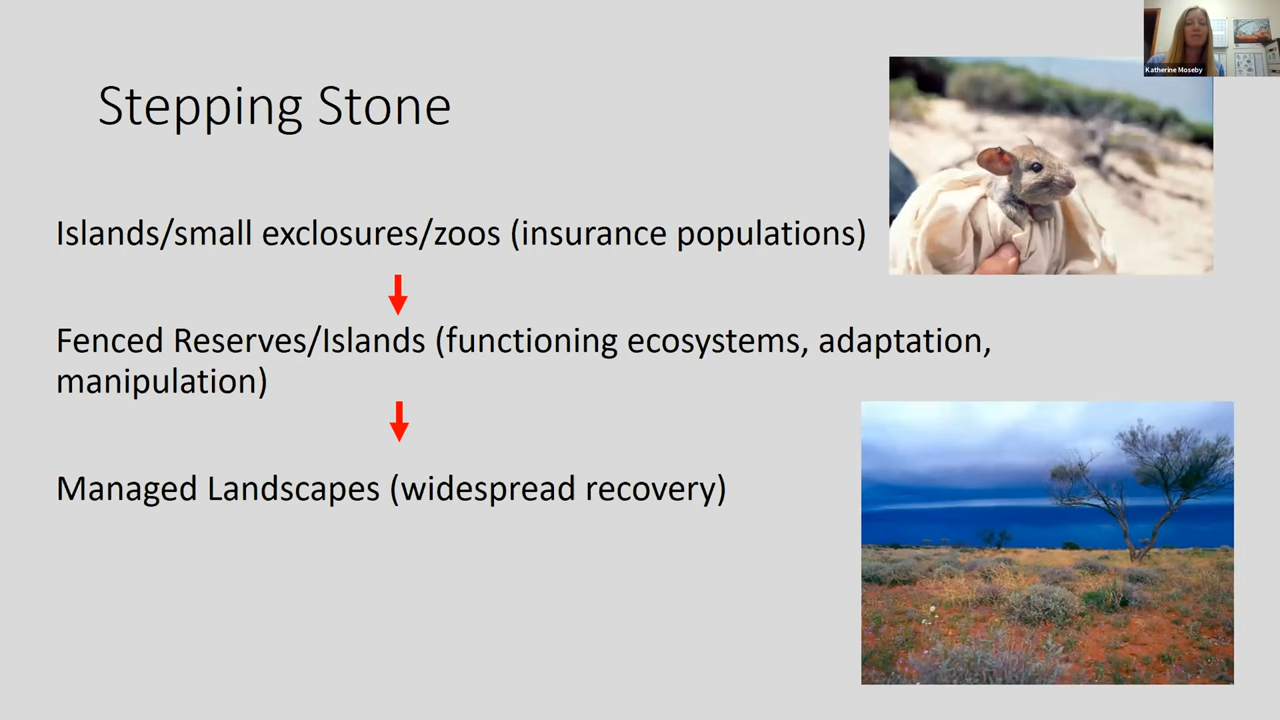 Katherine Moseby
Stepping Stone
Islands/small exclosures/zoos (insurance populations)
Fenced Reserves/Islands (functioning ecosystems, adaptation,
manipulation)
Managed Landscapes (widespread recovery)